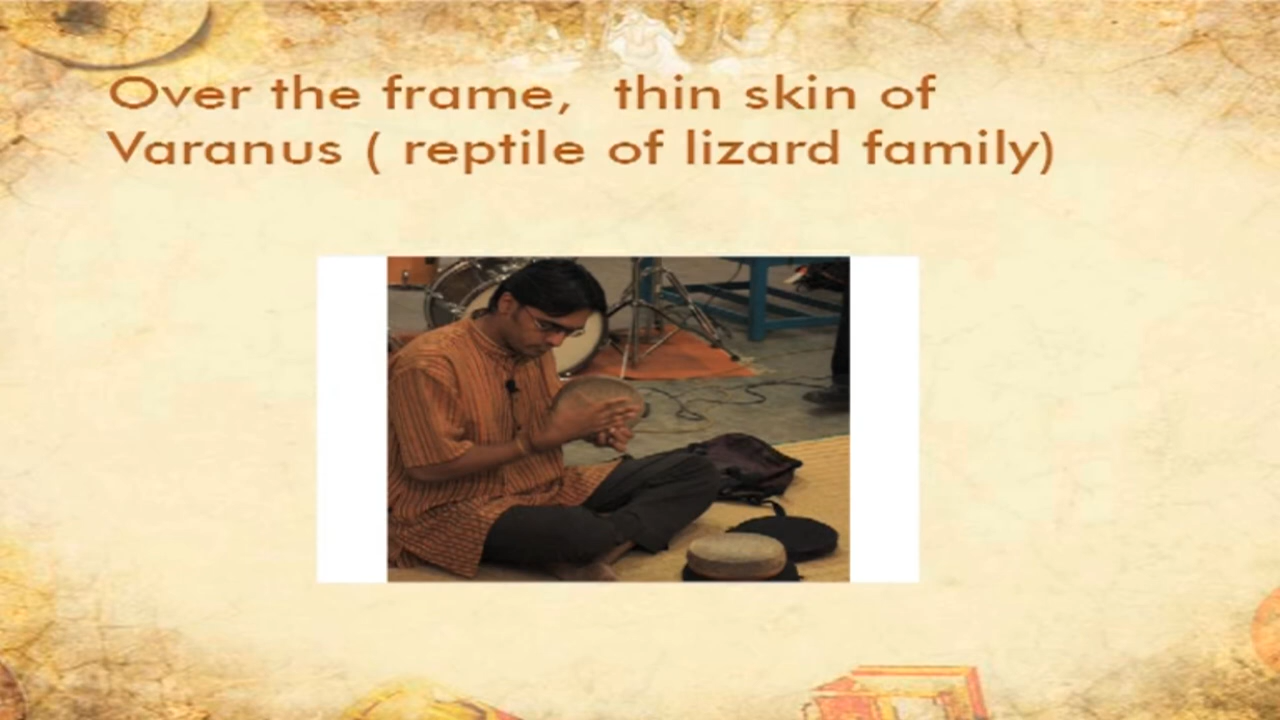 Over the frame,  thin skin of
Varanus ( reptile of lizard family)